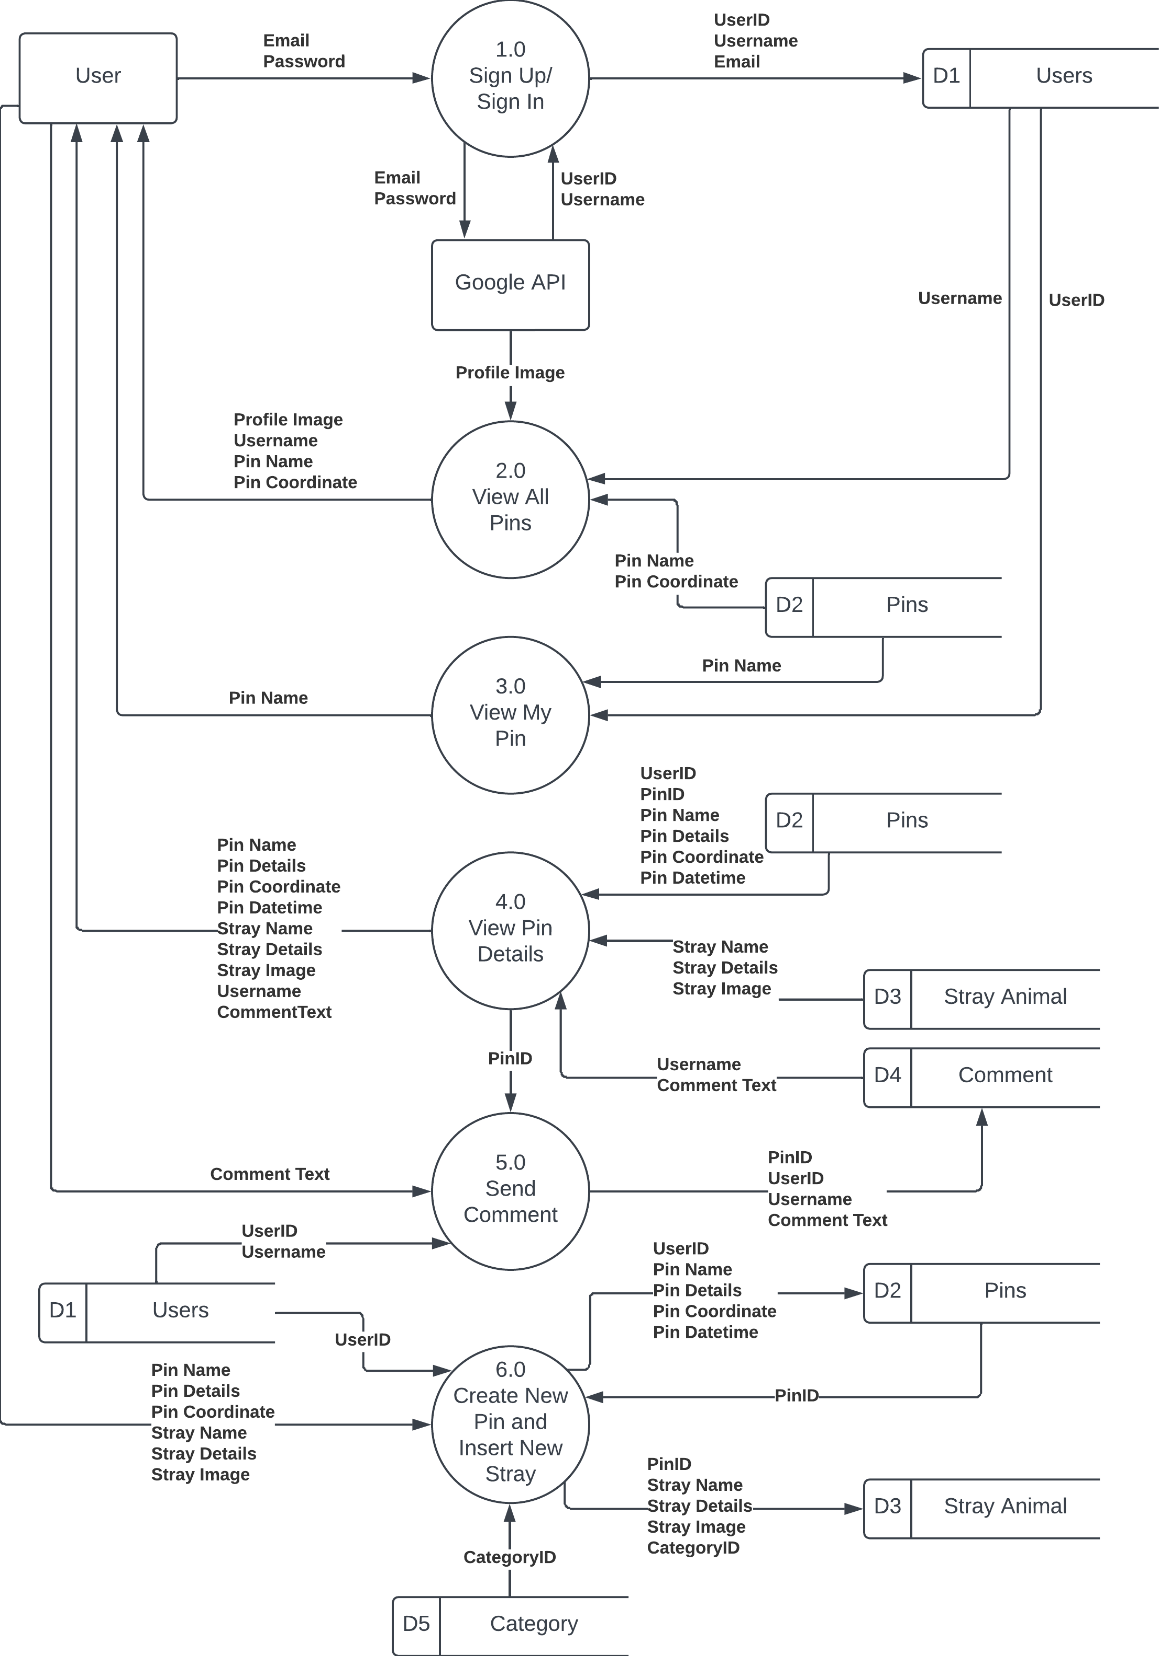 User
Email
Password
1.0
Sign Up/
Sign In
UserID
Username
Email
D1
Users
Email
Password
UserID
Username
Google API
Username
UserID
Profile Image
Profile Image
Username
Pin Name
Pin Coordinate
2.0
View All
Pins
Pin Name
Pin Coordinate
D2
Pins
Pin Name
Pin Name
3.0
View My
Pin
UserID
PinID
Pin Name
Pin Details
Pin Coordinate
Pin Datetime
D2
Pins
Pin Name
Pin Details
Pin Coordinate
Pin Datetime
Stray Name
Stray Details
Stray Image
Username
CommentText
4.0
View Pin
Details
Stray Name
Stray Details
Stray Image
D3
Stray Animal
PinID
Username
Comment Text
D4
Comment
Comment Text
5.0
Send
Comment
PinID
UserID
Username
Comment Text
UserID
Username
D1
Users
UserID
UserID
Pin Name
Pin Details
Pin Coordinate
Pin Datetime
D2
Pins
Pin Name
Pin Details
Pin Coordinate
Stray Name
Stray Details
Stray Image
6.0
Create New
Pin and
Insert New
Stray
PinID
PinID
Stray Name
Stray Details
Stray Image
CategoryID
D3
Stray Animal
CategoryID
D5
Category